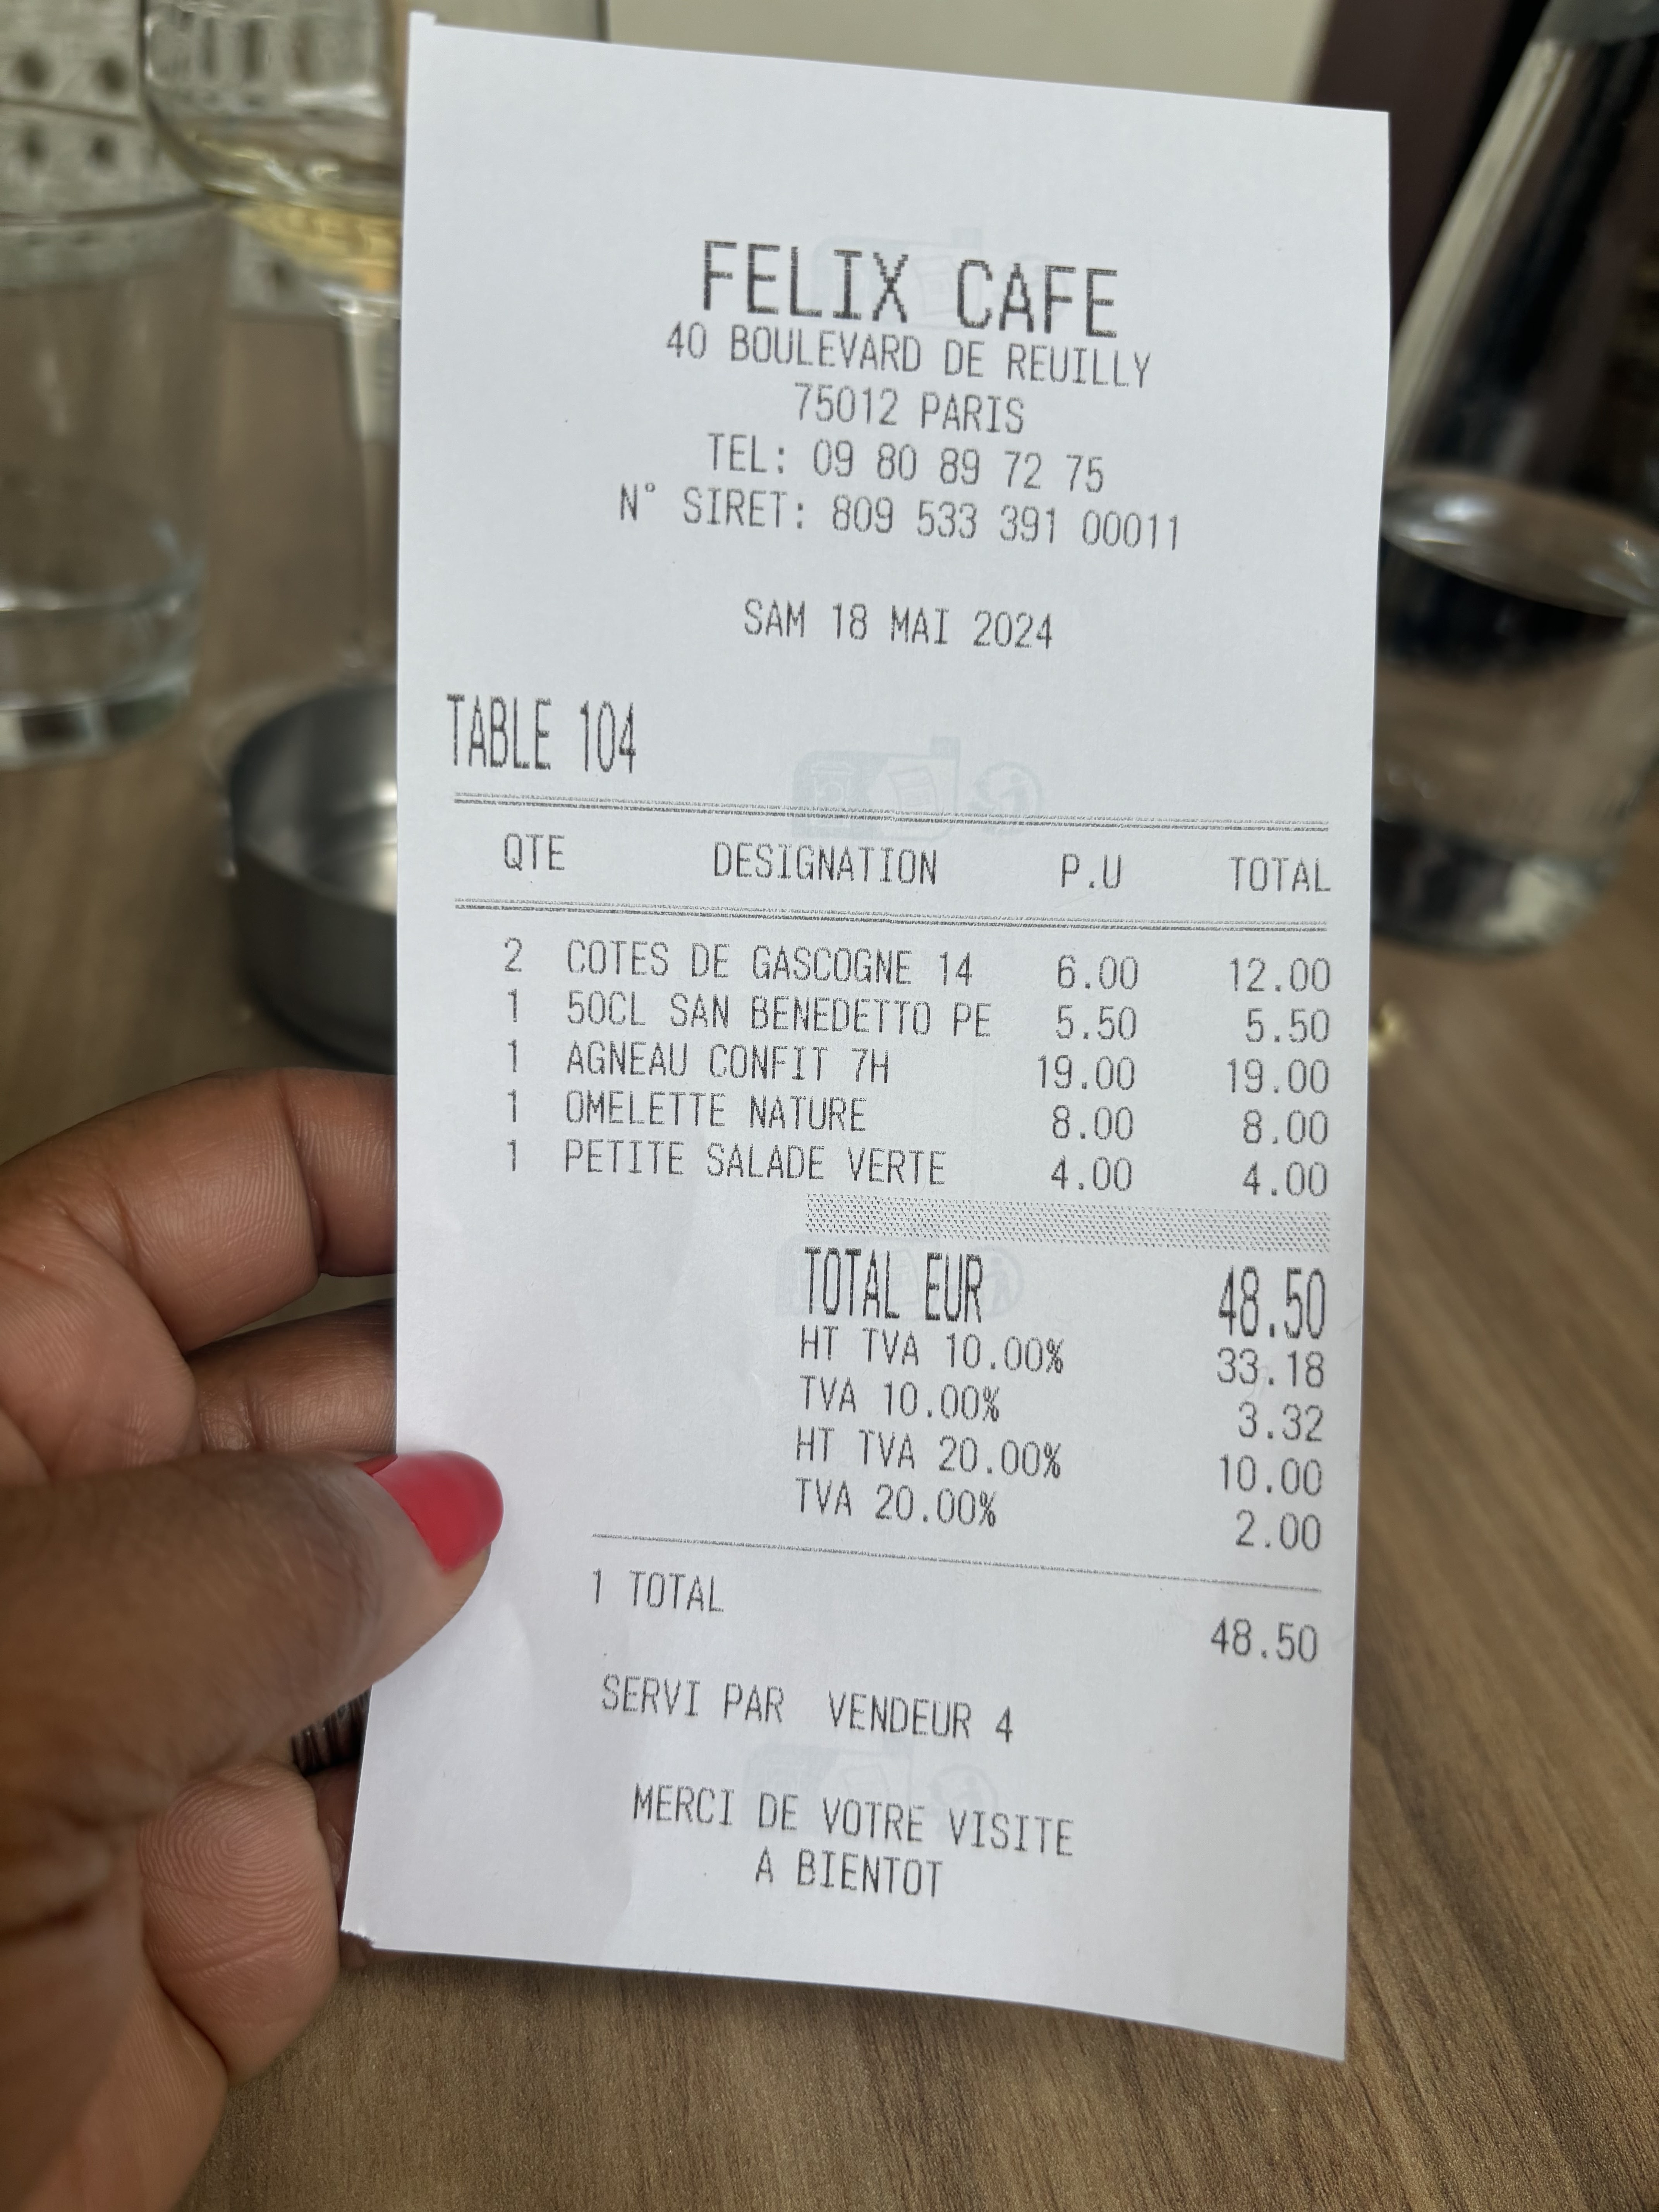 FELIX CAFE
40 BOULEVARD DE REUILLY
75012 PARIS
TEL: 09 80 89 72 75
N° SIRET: 809 533 391 00011
SAM 18 MAI 2024
TABLE 104
QTE DESIGNATION P.U TOTAL
2 COTES DE GASCOGNE 14 6.00 12.00
1 50CL SAN BENEDETTO PE 5.50 5.50
1 AGNEAU CONFIT 7H 19.00 19.00
1 OMELETTE NATURE 8.00 8.00
1 PETITE SALADE VERTE 4.00 4.00
TOTAL EUR 48.50
HT TVA 10.00% 33.18
TVA 10.00% 3.32
HT TVA 20.00% 10.00
TVA 20.00% 2.00
1 TOTAL 48.50
SERVI PAR VENDEUR 4
MERCI DE VOTRE VISITE
A BIENTOT